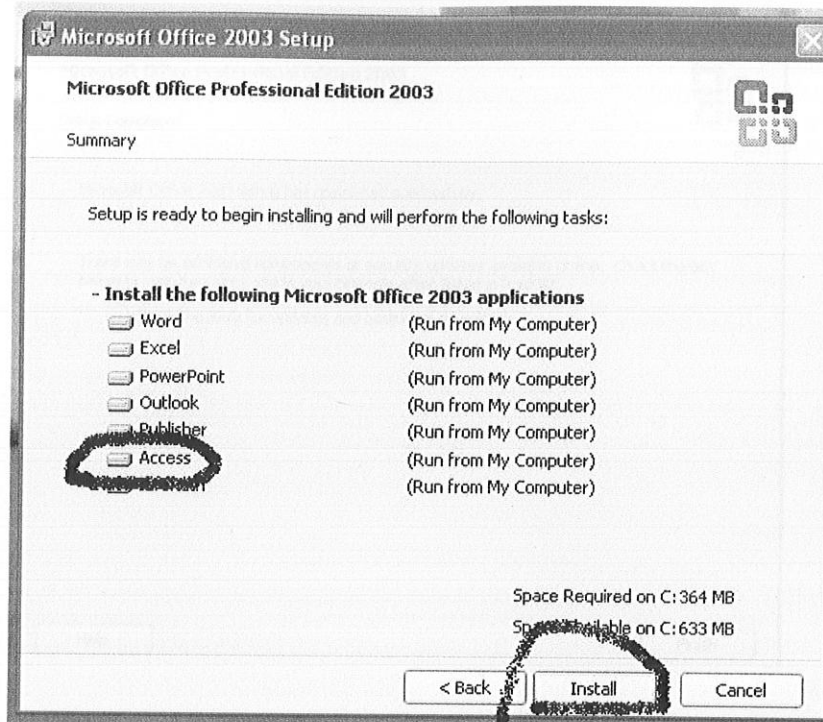 Microsoft Office 2003 Setup
Microsoft Office Professional Edition 2003
Summary
Setup is ready to begin installing and will perform the following tasks:
- Install the following Microsoft Office 2003 applications
Word (Run from My Computer)
Excel (Run from My Computer)
PowerPoint (Run from My Computer)
Outlook (Run from My Computer)
Publisher (Run from My Computer)
Access (Run from My Computer)
(Run from My Computer)
Space Required on C: 364 MB
Space Available on C: 633 MB
< Back Install Cancel